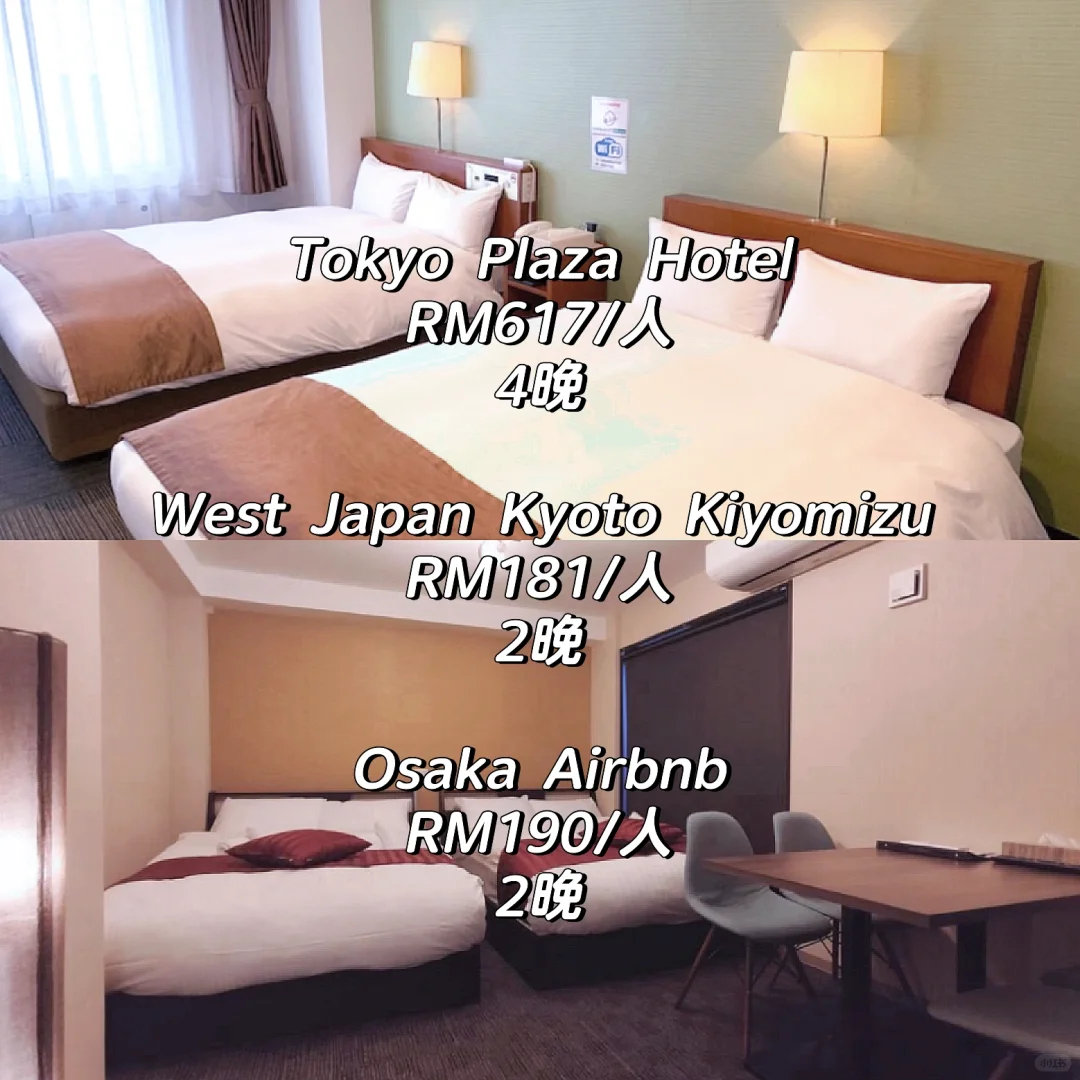 Tokyo Plaza Hotel
RM617/人
4晚
West Japan Kyoto Kiyomizu
RM181/人
2晚
Osaka Airbnb
RM190/人
2晚
WiFi